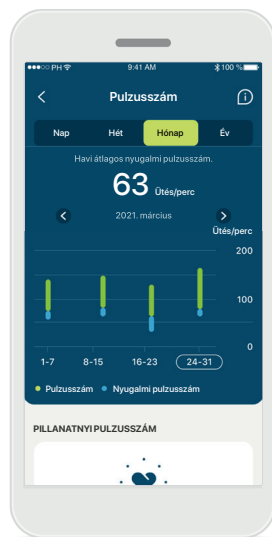 ●●●○○ PH 9:41 AM 100 %
Pulzusszám
Nap Hét Hónap Év
Havi átlagos nyugalmi pulzusszám.
63 Ütés/perc
2021. március
Ütés/perc
200
100
0
1-7 8-15 16-23 24-31
Pulzusszám Nyugalmi pulzusszám
PILLANATNYI PULZUSSZÁM